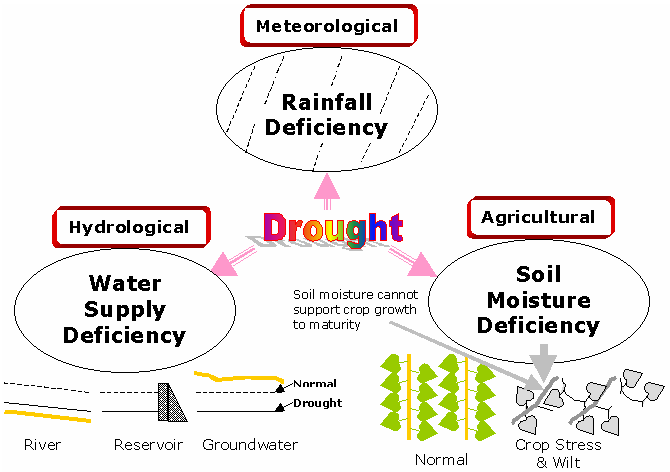 Meteorological
Rainfall
Deficiency
Drought
Hydrological
Water
Supply
Deficiency
Agricultural
Soil
Moisture
Deficiency
Soil moisture cannot
support crop growth
to maturity
Normal
Drought
River
Reservoir
Groundwater
Normal
Crop Stress
& Wilt